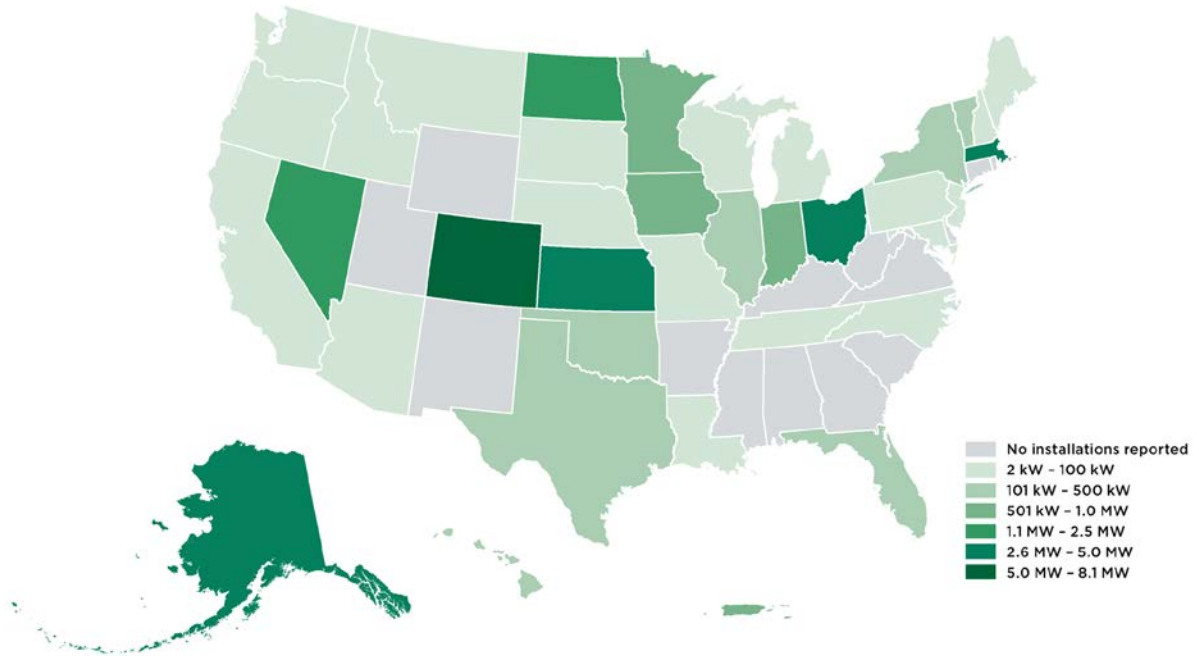 No installations reported
2 kW – 100 kW
101 kW – 500 kW
501 kW – 1.0 MW
1.1 MW – 2.5 MW
2.6 MW – 5.0 MW
5.0 MW – 8.1 MW